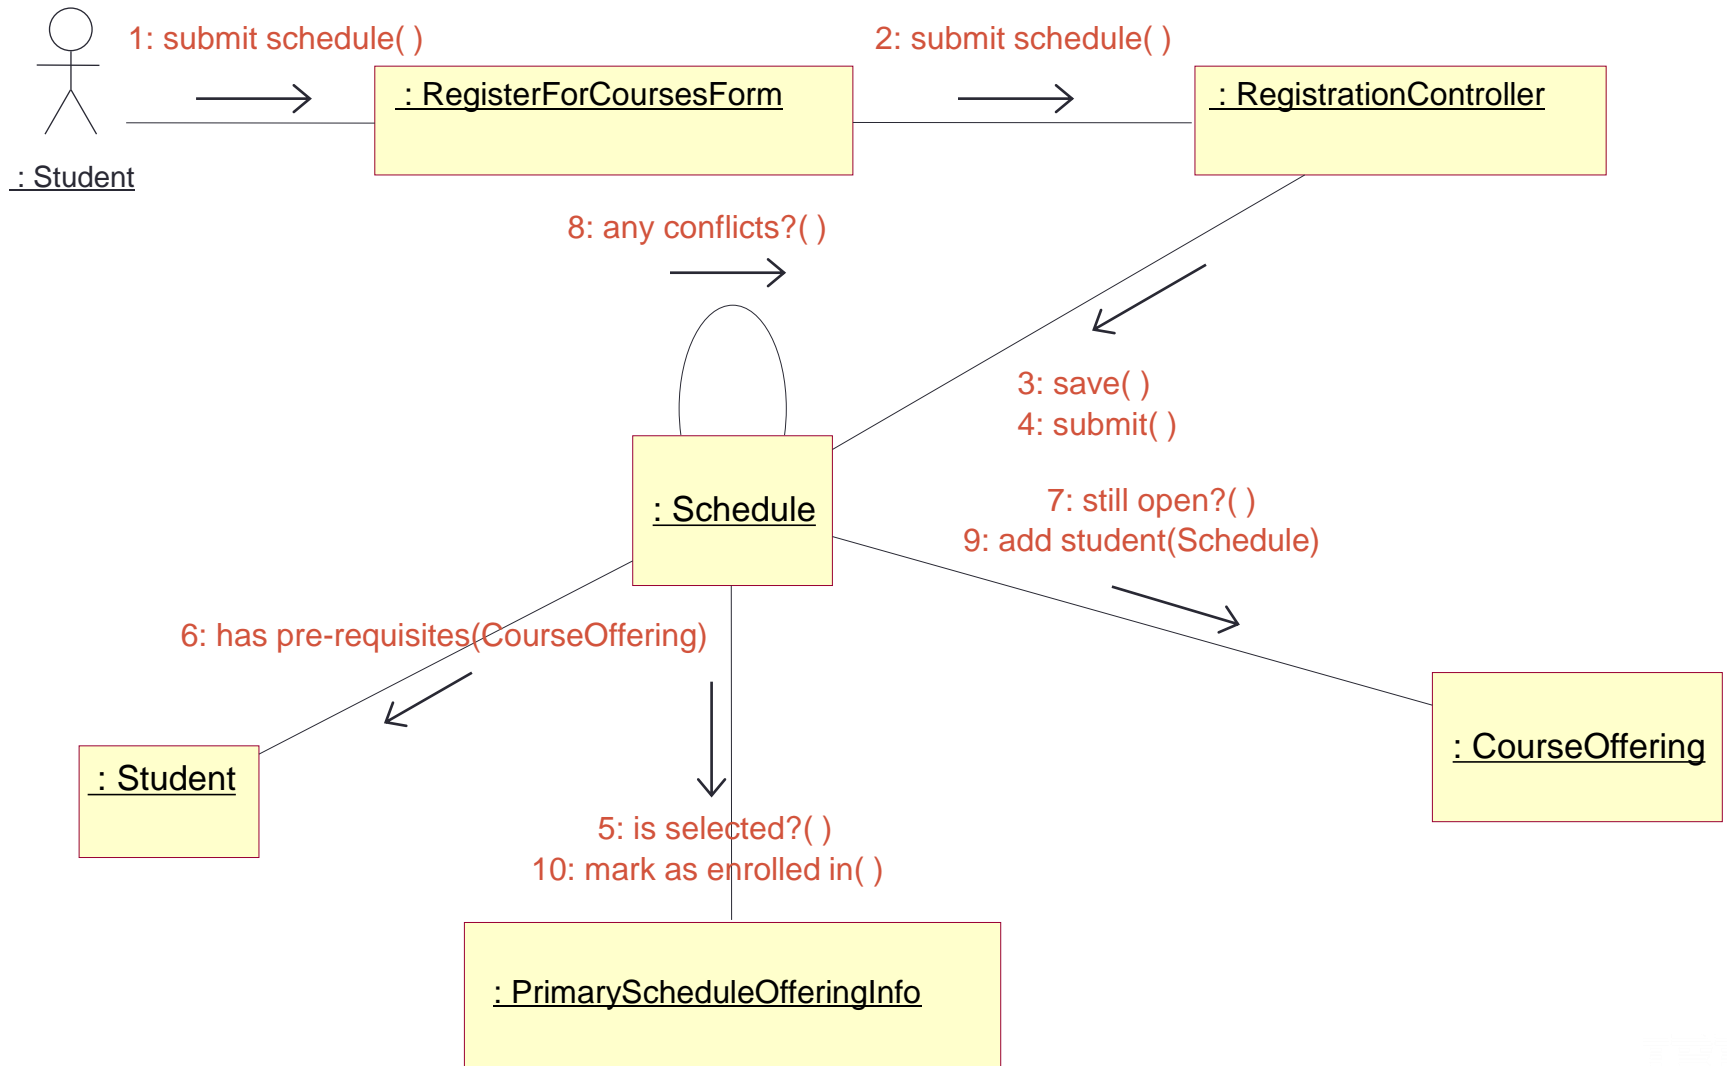 1: submit schedule( )
2: submit schedule( )
: RegisterForCoursesForm
: RegistrationController
: Student
8: any conflicts?( )
3: save( )
4: submit( )
: Schedule
7: still open?( )
9: add student(Schedule)
6: has pre-requisites(CourseOffering)
: CourseOffering
: Student
5: is selected?( )
10: mark as enrolled in( )
: PrimaryScheduleOfferingInfo